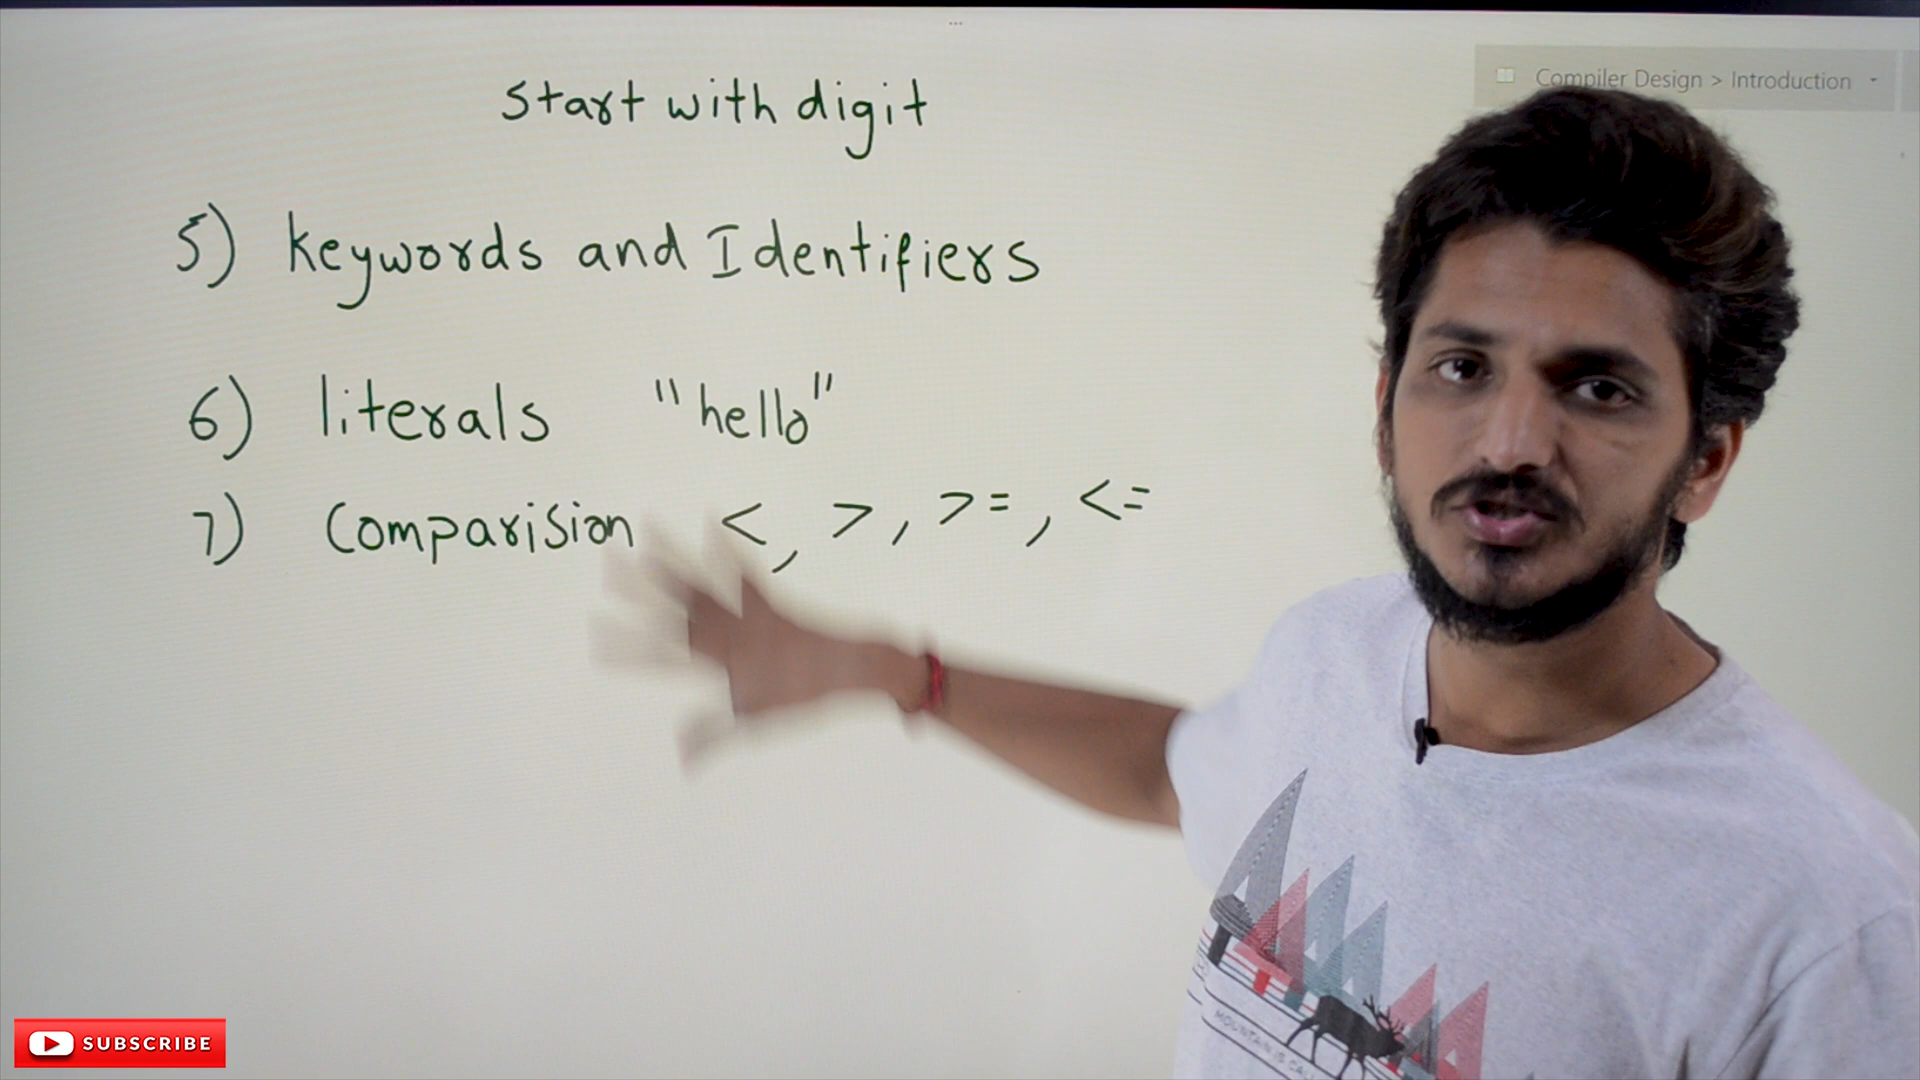 Compiler Design > Introduction
Start with digit
5) keywords and Identifiers
6) literals "hello"
7) Comparision <, >, >=, <=
SUBSCRIBE